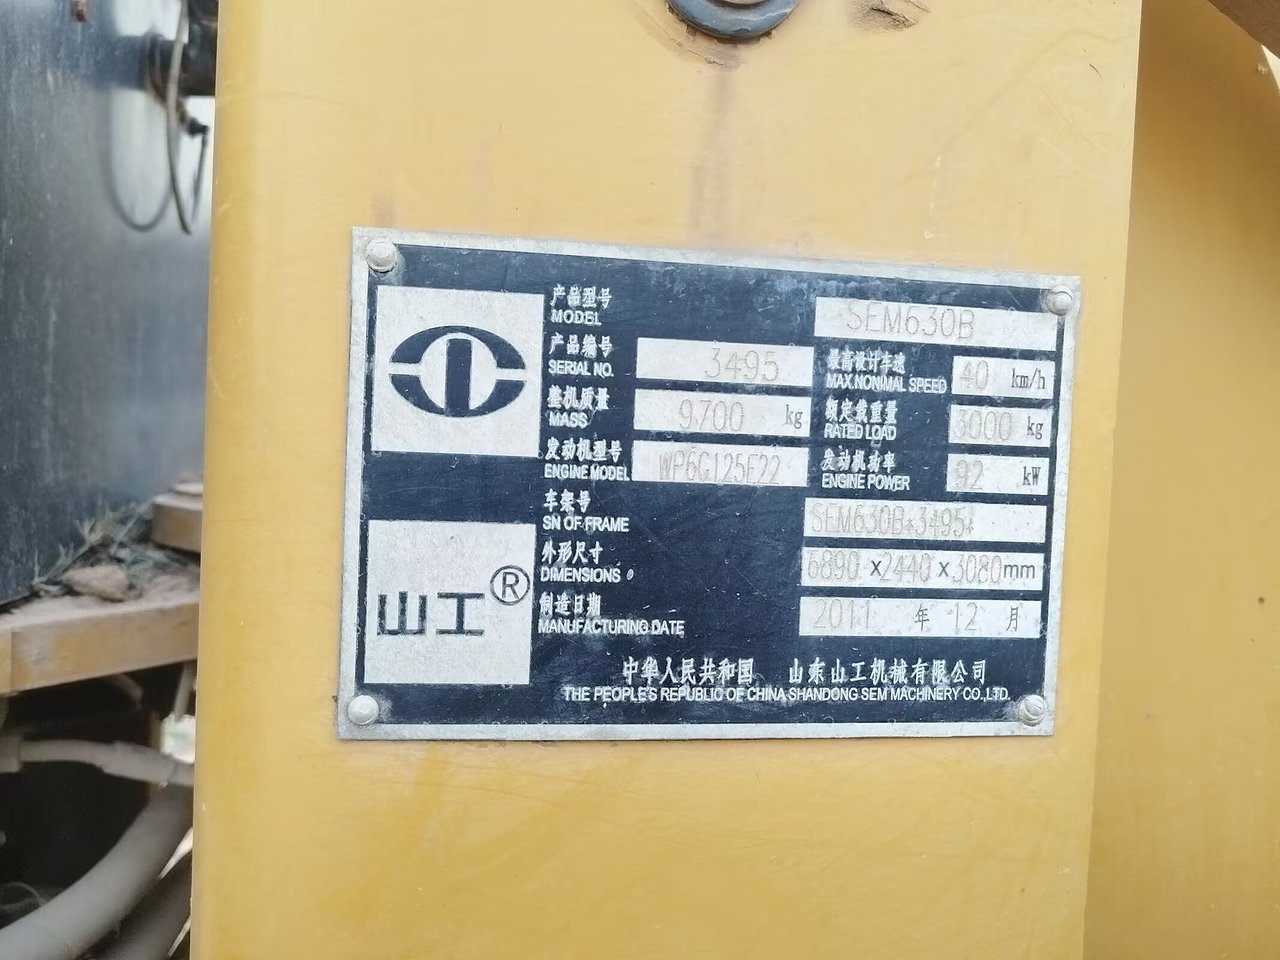 产品型号
MODEL SEM630B
产品编号
SERIAL NO. 3495
最高设计车速
MAX.NONIMAL SPEED 40 km/h
整机质量
MASS 9700 kg
额定载重量
RATED LOAD 3000 kg
发动机型号
ENGINE MODEL WP6G125E22
发动机功率
ENGINE POWER 92 kW
车架号
SN OF FRAME SEM630B*3495*
外形尺寸
DIMENSIONS 6890 x2440 x3080mm
制造日期
MANUFACTURING DATE 2011 年 12 月
山工®
中华人民共和国 山东山工机械有限公司
THE PEOPLE'S REPUBLIC OF CHINA SHANDONG SEM MACHINERY CO.,LTD.